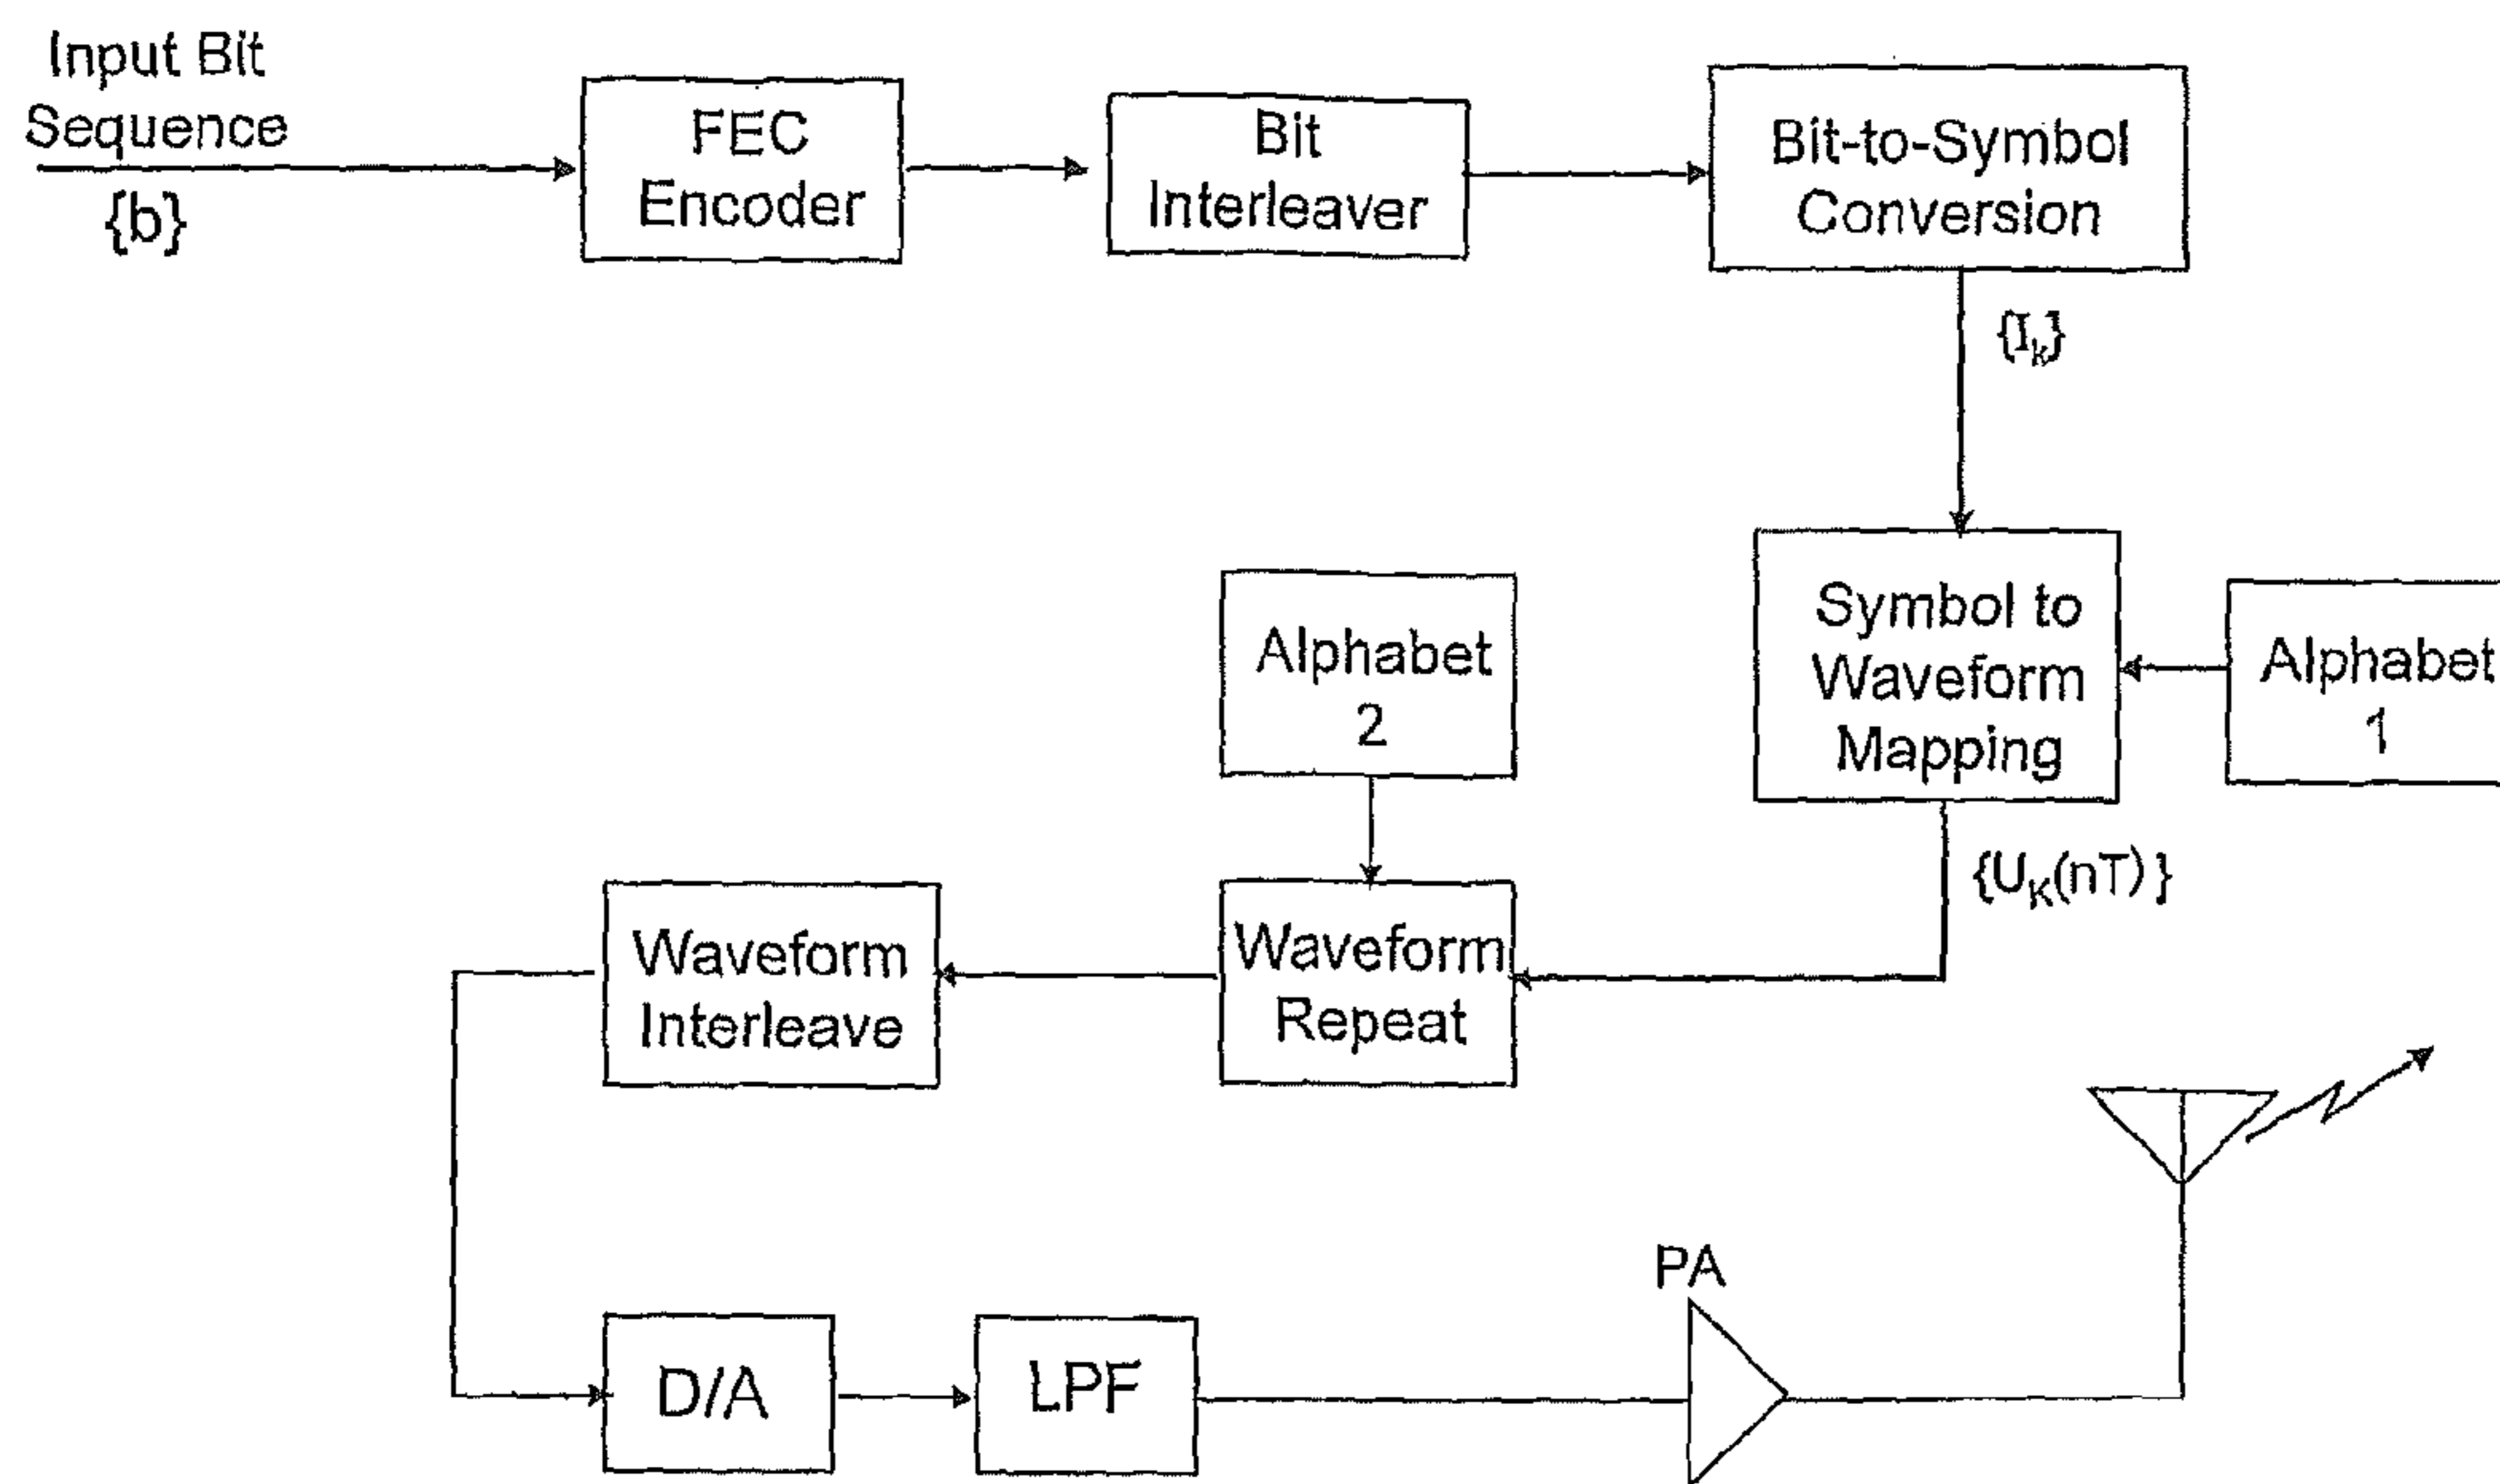 Input Bit
Sequence
{b}
FEC
Encoder
Bit
Interleaver
Bit-to-Symbol
Conversion
{Iₖ}
Symbol to
Waveform
Mapping
Alphabet
1
Alphabet
2
{U_K(nT)}
Waveform
Repeat
Waveform
Interleave
D/A
LPF
PA